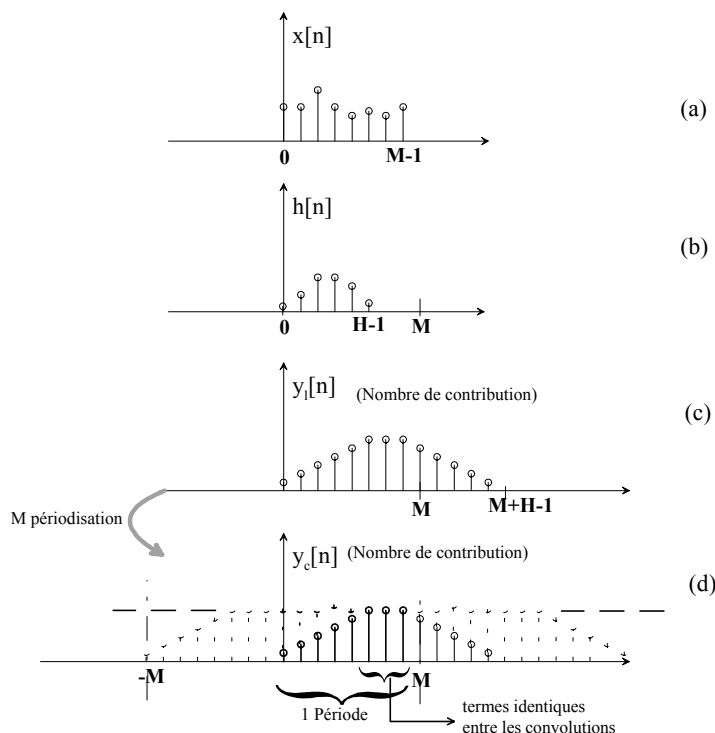 x[n]
(a)
0
M-1
h[n]
(b)
0
H-1
M
y_l[n]
(Nombre de contribution)
(c)
M
M+H-1
M périodisation
y_c[n]
(Nombre de contribution)
(d)
-M
M
1 Période
termes identiques
entre les convolutions